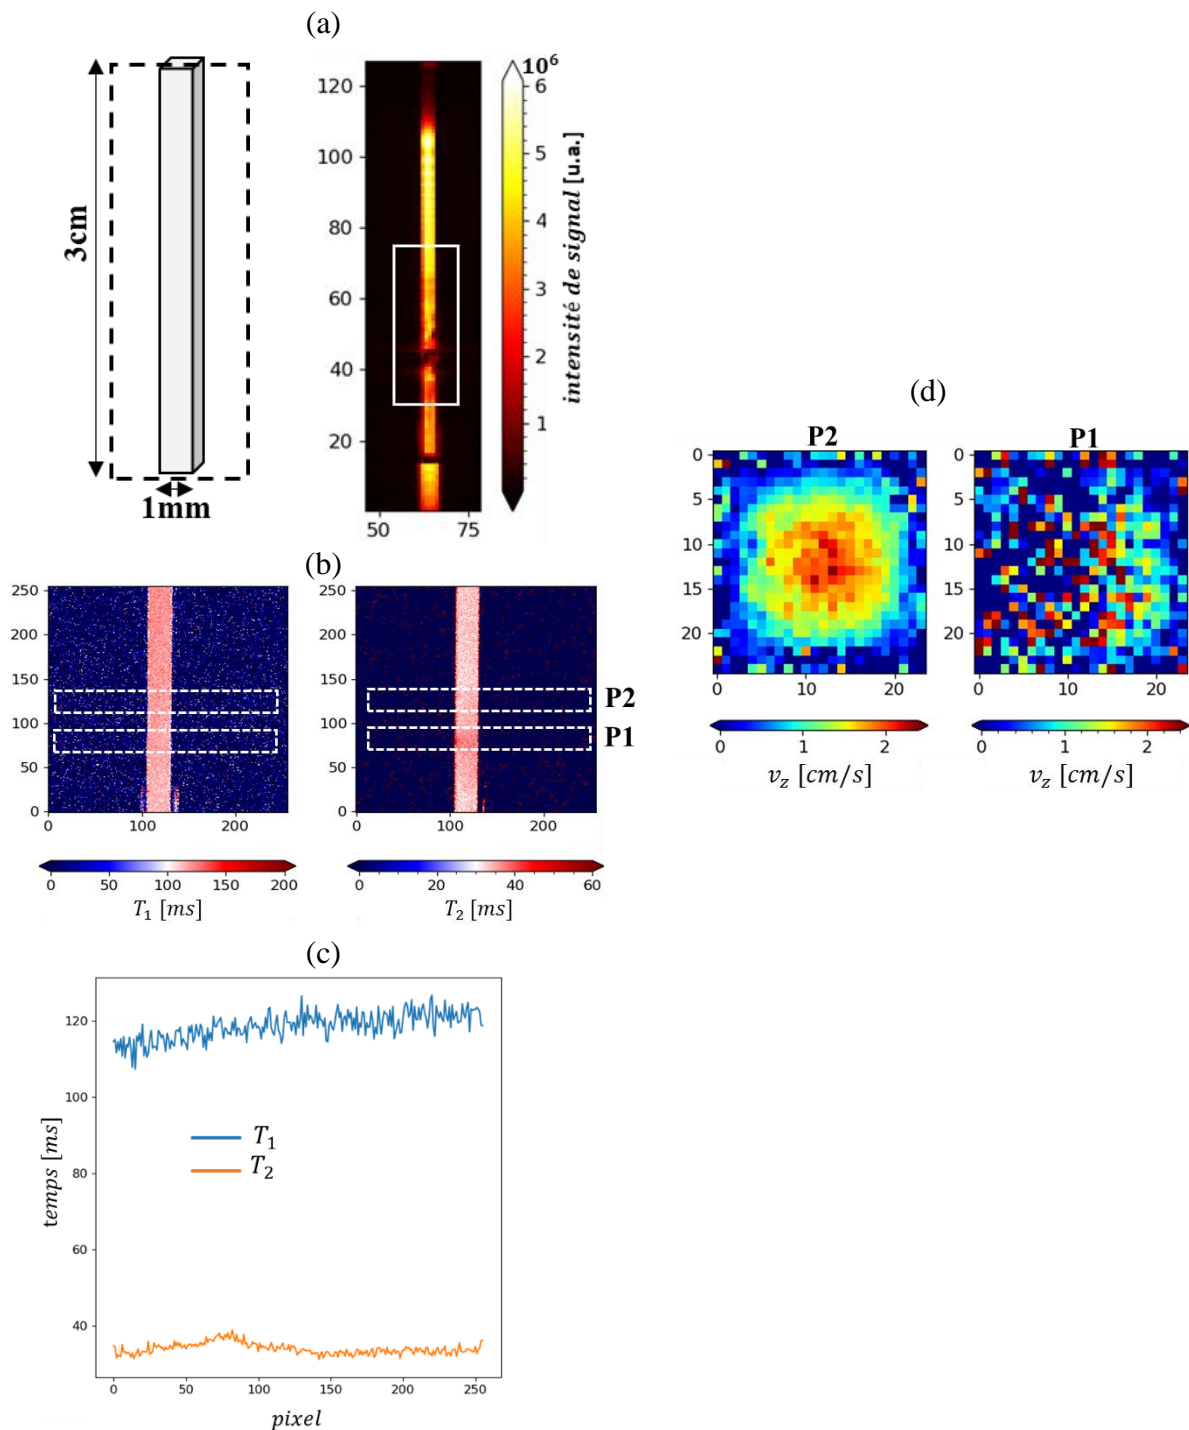 (a)
3cm
1mm
120
100
80
60
40
20
50 75
10⁶
6
5
4
3
2
1
intensité de signal [u.a.]
(b)
250
200
150
100
50
0
0 100 200
0 50 100 150 200
T₁ [ms]
250
200
150
100
50
0
0 100 200
P2
P1
0 20 40 60
T₂ [ms]
(c)
120
100
80
60
40
temps [ms]
T₁
T₂
0 50 100 150 200 250
pixel
(d)
P2
0
5
10
15
20
0 10 20
0 1 2
v_z [cm/s]
P1
0
5
10
15
20
0 10 20
0 1 2
v_z [cm/s]